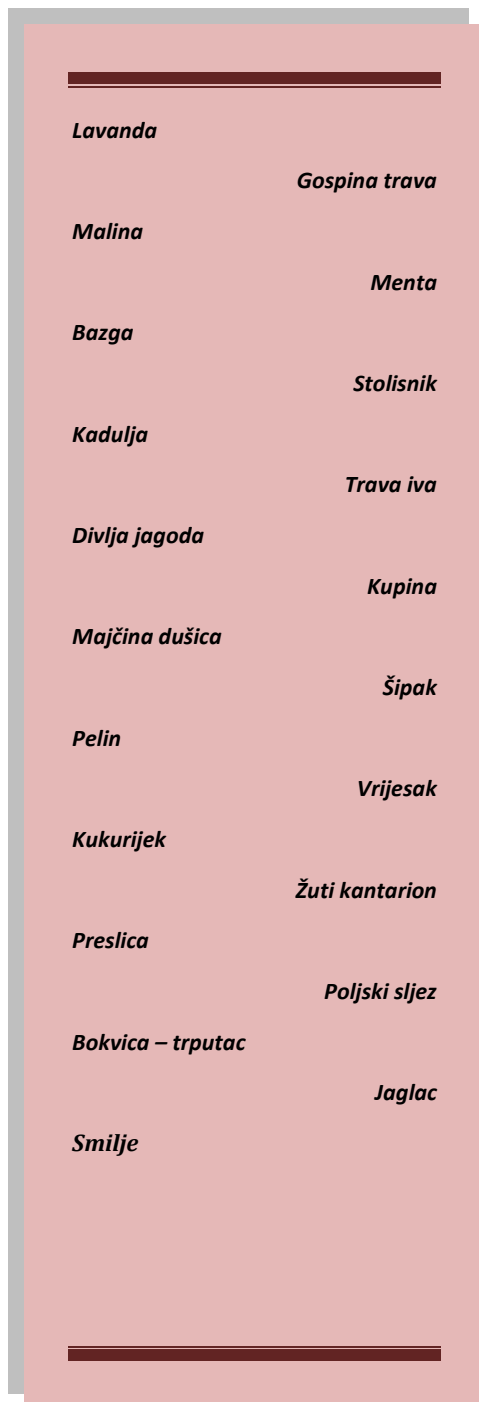 Lavanda
Gospina trava
Malina
Menta
Bazga
Stolisnik
Kadulja
Trava iva
Divlja jagoda
Kupina
Majčina dušica
Šipak
Pelin
Vrijesak
Kukurijek
Žuti kantarion
Preslica
Poljski sljez
Bokvica – trputac
Jaglac
Smilje